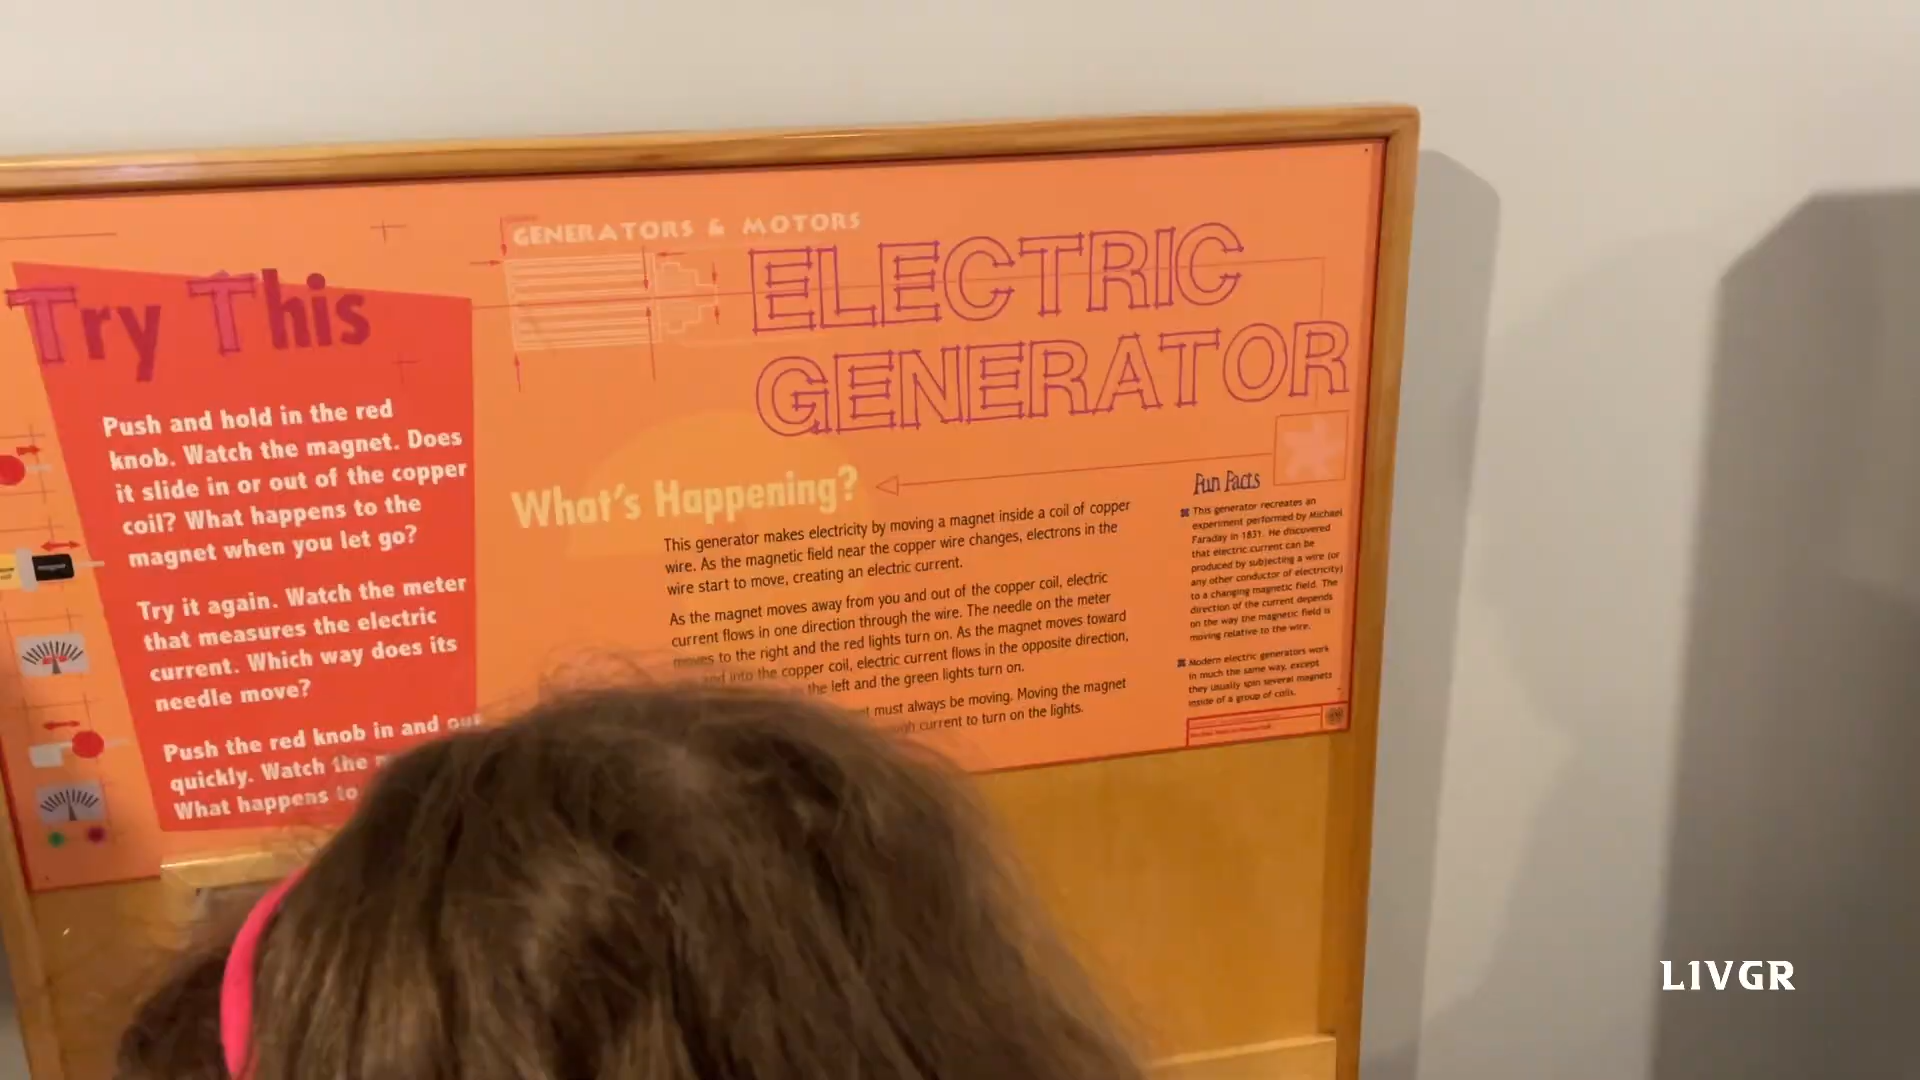 GENERATORS & MOTORS
ELECTRIC
GENERATOR
Try This
Push and hold in the red
knob. Watch the magnet. Does
it slide in or out of the copper
coil? What happens to the
magnet when you let go?
Try it again. Watch the meter
that measures the electric
current. Which way does its
needle move?
Push the red knob in and out
quickly. Watch the
What happens to
What's Happening?
This generator makes electricity by moving a magnet inside a coil of copper
wire. As the magnetic field near the copper wire changes, electrons in the
wire start to move, creating an electric current.
As the magnet moves away from you and out of the copper coil, electric
current flows in one direction through the wire. The needle on the meter
moves to the right and the red lights turn on. As the magnet moves toward
and into the copper coil, electric current flows in the opposite direction,
the left and the green lights turn on.
must always be moving. Moving the magnet
current to turn on the lights.
Fun Facts
This generator recreates an
experiment performed by Michael
Faraday in 1831. He discovered
that electric current can be
produced by subjecting a wire (or
any other conductor of electricity)
to a changing magnetic field. The
direction of the current depends
on the way the magnetic field is
moving relative to the wire.
Modern electric generators work
in much the same way, except
they usually spin several magnets
inside of a group of coils.
L1VGR